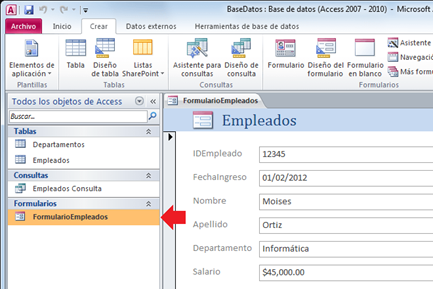 BaseDatos : Base de datos (Access 2007 - 2010) - Microsoft
Archivo Inicio Crear Datos externos Herramientas de base de datos
Elementos de aplicación
Tabla
Diseño de tabla
Listas SharePoint
Asistente para consultas
Diseño de consulta
Formulario
Diseño del formulario
Formulario en blanco
Asistente
Navegació
Más formu
Plantillas Tablas Consultas Formularios
Todos los objetos de Access
Buscar...
Tablas
Departamentos
Empleados
Consultas
Empleados Consulta
Formularios
FormularioEmpleados
FormularioEmpleados
Empleados
IDEmpleado 12345
FechaIngreso 01/02/2012
Nombre Moises
Apellido Ortiz
Departamento Informática
Salario $45,000.00